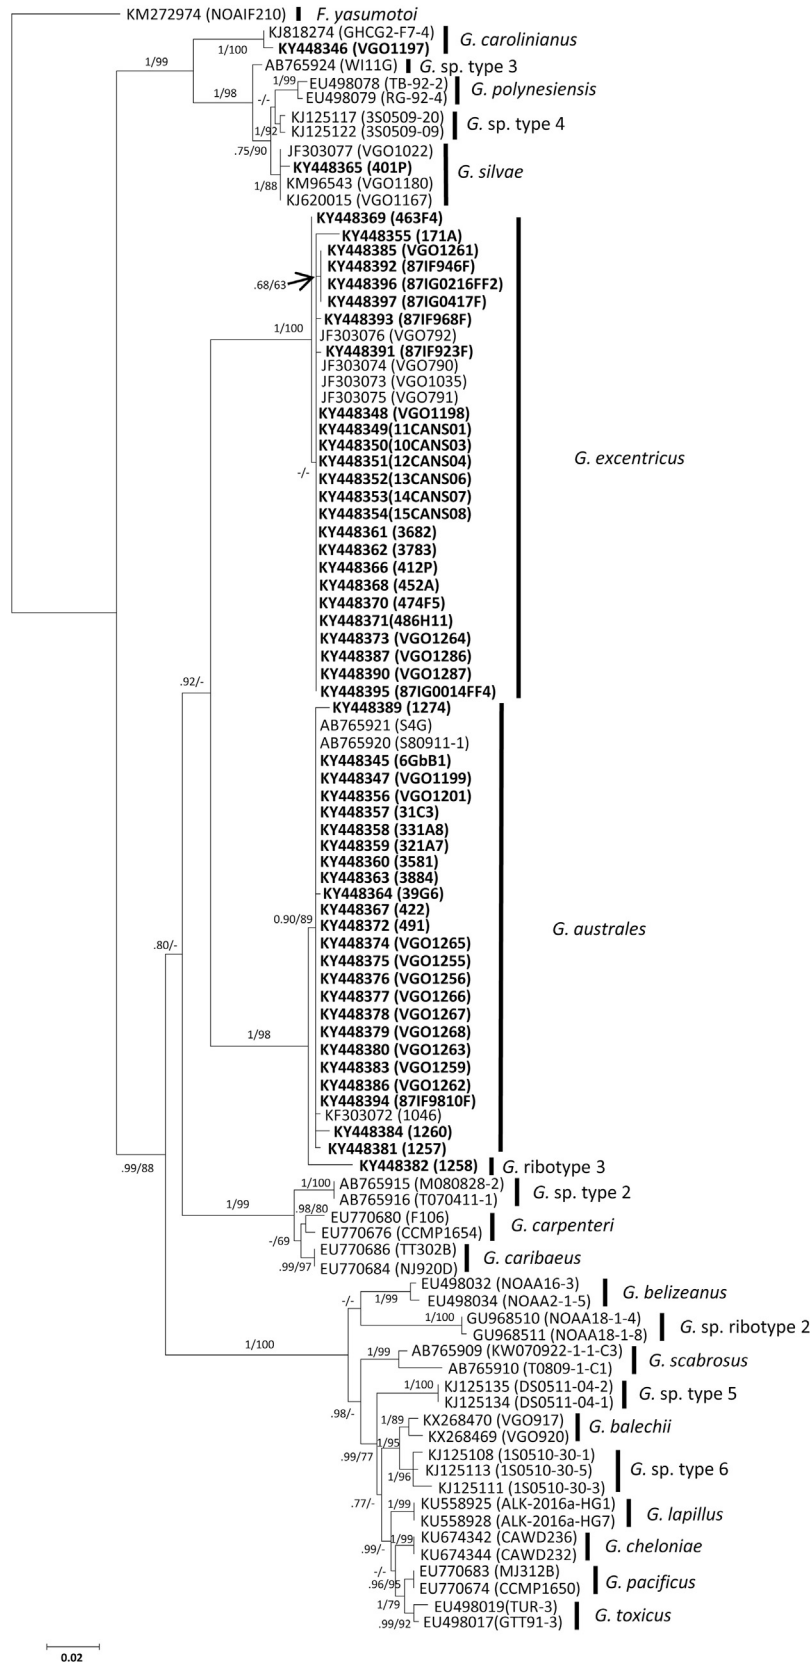 KM272974 (NOAIF210) F. yasumotoi
KJ818274 (GHCG2-F7-4)
KY448346 (VGO1197)
G. carolinianus
1/100
1/99
AB765924 (WI11G) G. sp. type 3
1/98
1/99
EU498078 (TB-92-2)
EU498079 (RG-92-4)
G. polynesiensis
-/-
KJ125117 (3S0509-20)
KJ125122 (3S0509-09)
G. sp. type 4
1/92
.75/90
JF303077 (VGO1022)
KY448365 (401P)
KM96543 (VGO1180)
KJ620015 (VGO1167)
G. silvae
1/88
KY448369 (463F4)
KY448355 (171A)
KY448385 (VGO1261)
KY448392 (87IF946F)
KY448396 (87IG0216FF2)
KY448397 (87IG0417F)
.68/63
KY448393 (87IF968F)
1/100
JF303076 (VGO792)
KY448391 (87IF923F)
JF303074 (VGO790)
JF303073 (VGO1035)
JF303075 (VGO791)
KY448348 (VGO1198)
KY448349(11CANS01)
KY448350(10CANS03)
KY448351(12CANS04)
G. excentricus
-/-
KY448352(13CANS06)
KY448353(14CANS07)
KY448354(15CANS08)
KY448361 (3682)
KY448362 (3783)
KY448366 (412P)
KY448368 (452A)
KY448370 (474F5)
KY448371(486H11)
KY448373 (VGO1264)
KY448387 (VGO1286)
KY448390 (VGO1287)
KY448395 (87IG0014FF4)
.92/-
KY448389 (1274)
AB765921 (S4G)
AB765920 (S80911-1)
KY448345 (6GbB1)
KY448347 (VGO1199)
KY448356 (VGO1201)
KY448357 (31C3)
KY448358 (331A8)
KY448359 (321A7)
KY448360 (3581)
KY448363 (3884)
KY448364 (39G6)
KY448367 (422)
0.90/89
KY448372 (491)
G. australes
KY448374 (VGO1265)
.80/-
KY448375 (VGO1255)
KY448376 (VGO1256)
KY448377 (VGO1266)
KY448378 (VGO1267)
KY448379 (VGO1268)
1/98
KY448380 (VGO1263)
KY448383 (VGO1259)
KY448386 (VGO1262)
KY448394 (87IF9810F)
KF303072 (1046)
KY448384 (1260)
KY448381 (1257)
KY448382 (1258) G. ribotype 3
.99/88
1/100
AB765915 (M080828-2)
AB765916 (T070411-1)
G. sp. type 2
1/99
.98/80
EU770680 (F106)
EU770676 (CCMP1654)
G. carpenteri
-/69
EU770686 (TT302B)
EU770684 (NJ920D)
G. caribaeus
.99/97
EU498032 (NOAA16-3)
EU498034 (NOAA2-1-5)
G. belizeanus
1/99
-/-
1/100
GU968510 (NOAA18-1-4)
GU968511 (NOAA18-1-8)
G. sp. ribotype 2
1/100
1/99
AB765909 (KW070922-1-1-C3)
AB765910 (T0809-1-C1)
G. scabrosus
1/100
KJ125135 (DS0511-04-2)
KJ125134 (DS0511-04-1)
G. sp. type 5
.98/-
1/89
KX268470 (VGO917)
KX268469 (VGO920)
G. balechii
1/95
.99/77
KJ125108 (1S0510-30-1)
KJ125113 (1S0510-30-5)
KJ125111 (1S0510-30-3)
G. sp. type 6
1/96
.77/-
1/99
KU558925 (ALK-2016a-HG1)
KU558928 (ALK-2016a-HG7)
G. lapillus
1/99
KU674342 (CAWD236)
KU674344 (CAWD232)
G. cheloniae
.99/-
-/-
EU770683 (MJ312B)
EU770674 (CCMP1650)
G. pacificus
.96/95
1/79
EU498019(TUR-3)
EU498017(GTT91-3)
G. toxicus
.99/92
0.02